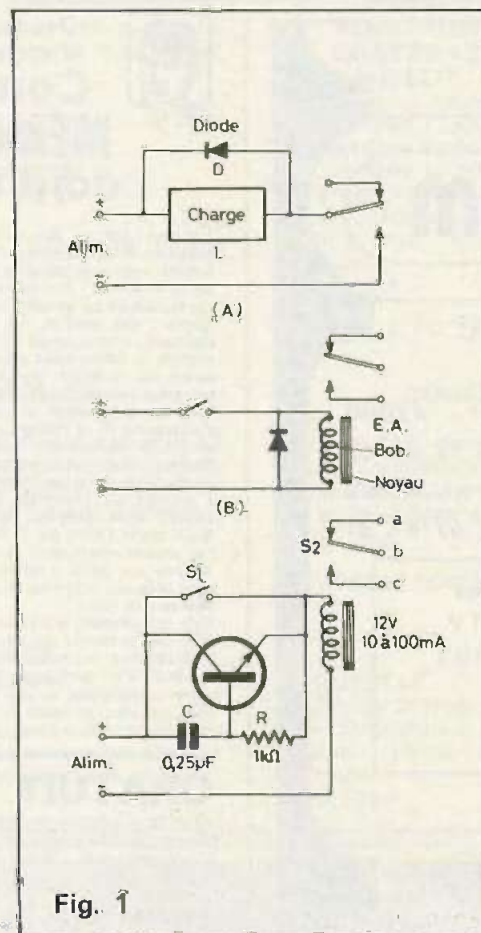 Diode
D
+
Charge
L
Alim.
-
(A)
+
E.A.
Bob.
Noyau
-
(B)
a
S2
b
c
S1
12V
10 à 100mA
C
R
+
0,25µF
1kΩ
Alim.
-
Fig. 1